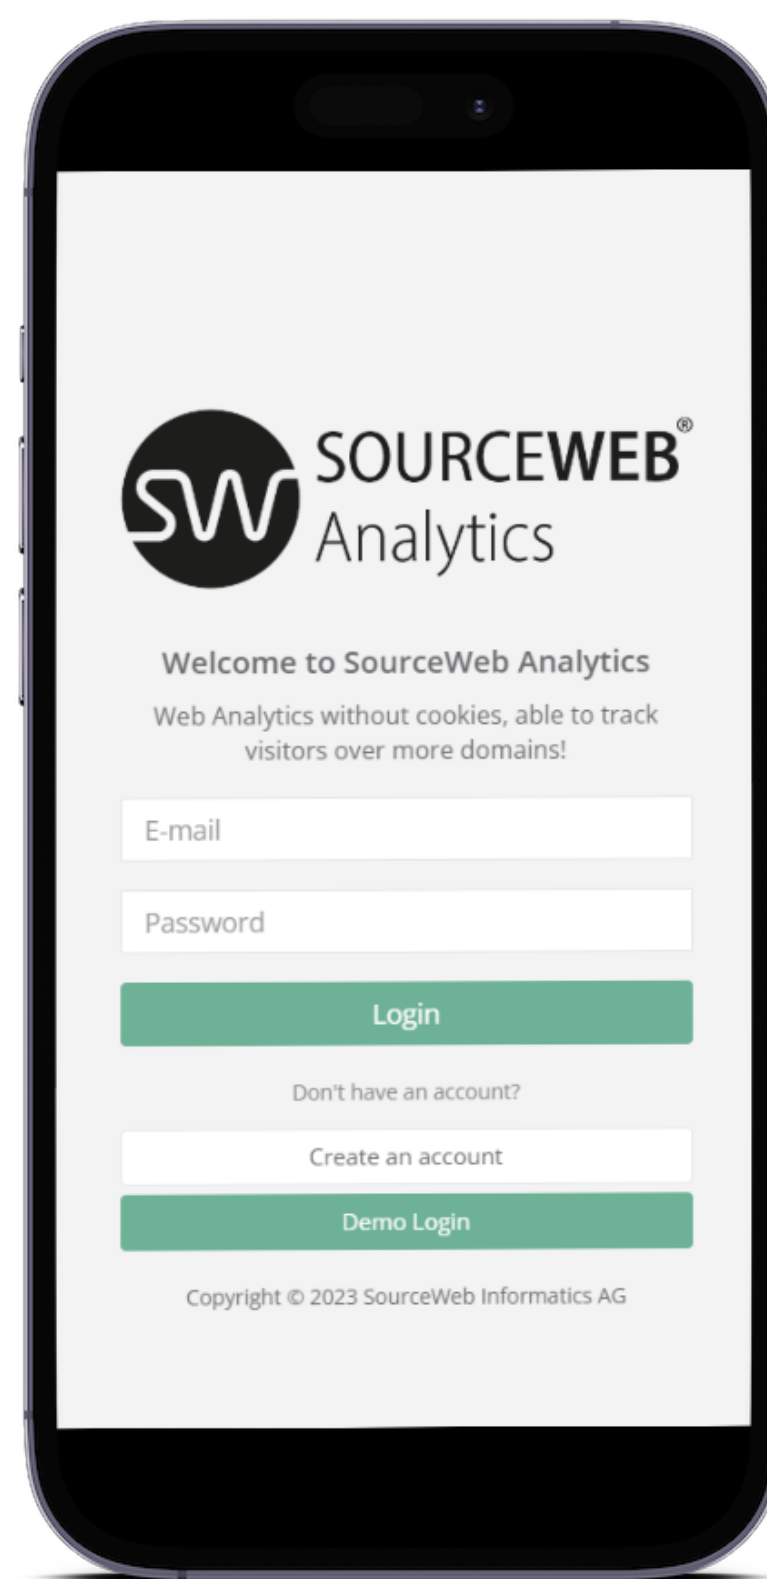 SW
SOURCEWEB®
Analytics
Welcome to SourceWeb Analytics
Web Analytics without cookies, able to track
visitors over more domains!
E-mail
Password
Login
Don't have an account?
Create an account
Demo Login
Copyright © 2023 SourceWeb Informatics AG